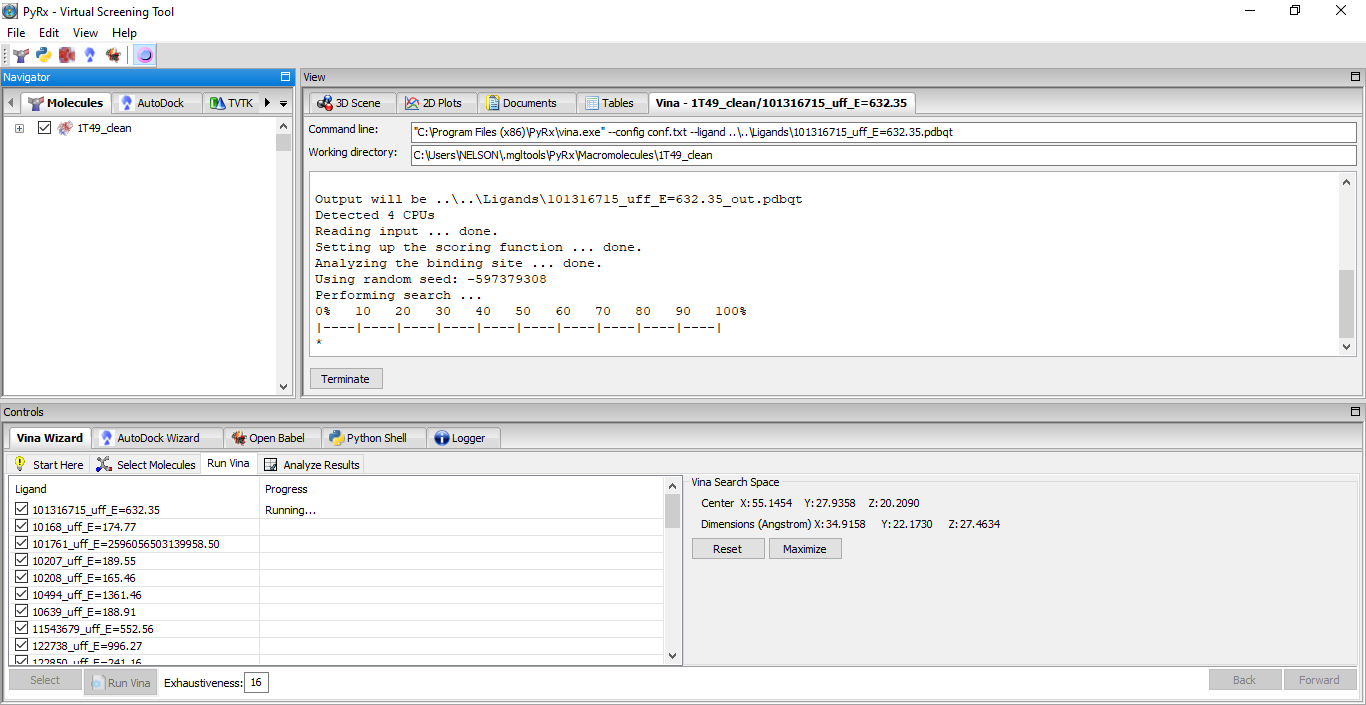 PyRx - Virtual Screening Tool
File Edit View Help
Navigator
Molecules AutoDock TVTK
1T49_clean
View
3D Scene 2D Plots Documents Tables Vina - 1T49_clean/101316715_uff_E=632.35
Command line: "C:\Program Files (x86)\PyRx\vina.exe" --config conf.txt --ligand ..\..\Ligands\101316715_uff_E=632.35.pdbqt
Working directory: C:\Users\NELSON\.mgltools\PyRx\Macromolecules\1T49_clean
Output will be ..\..\Ligands\101316715_uff_E=632.35_out.pdbqt
Detected 4 CPUs
Reading input ... done.
Setting up the scoring function ... done.
Analyzing the binding site ... done.
Using random seed: -597379308
Performing search ...
0% 10 20 30 40 50 60 70 80 90 100%
|----|----|----|----|----|----|----|----|----|----|
*
Terminate
Controls
Vina Wizard AutoDock Wizard Open Babel Python Shell Logger
Start Here Select Molecules Run Vina Analyze Results
Ligand Progress
101316715_uff_E=632.35 Running...
10168_uff_E=174.77
101761_uff_E=2596056503139958.50
10207_uff_E=189.55
10208_uff_E=165.46
10494_uff_E=1361.46
10639_uff_E=188.91
11543679_uff_E=552.56
122738_uff_E=996.27
122850_uff_E=241.16
Vina Search Space
Center X:55.1454 Y:27.9358 Z:20.2090
Dimensions (Angstrom) X:34.9158 Y:22.1730 Z:27.4634
Reset Maximize
Select Run Vina Exhaustiveness: 16 Back Forward